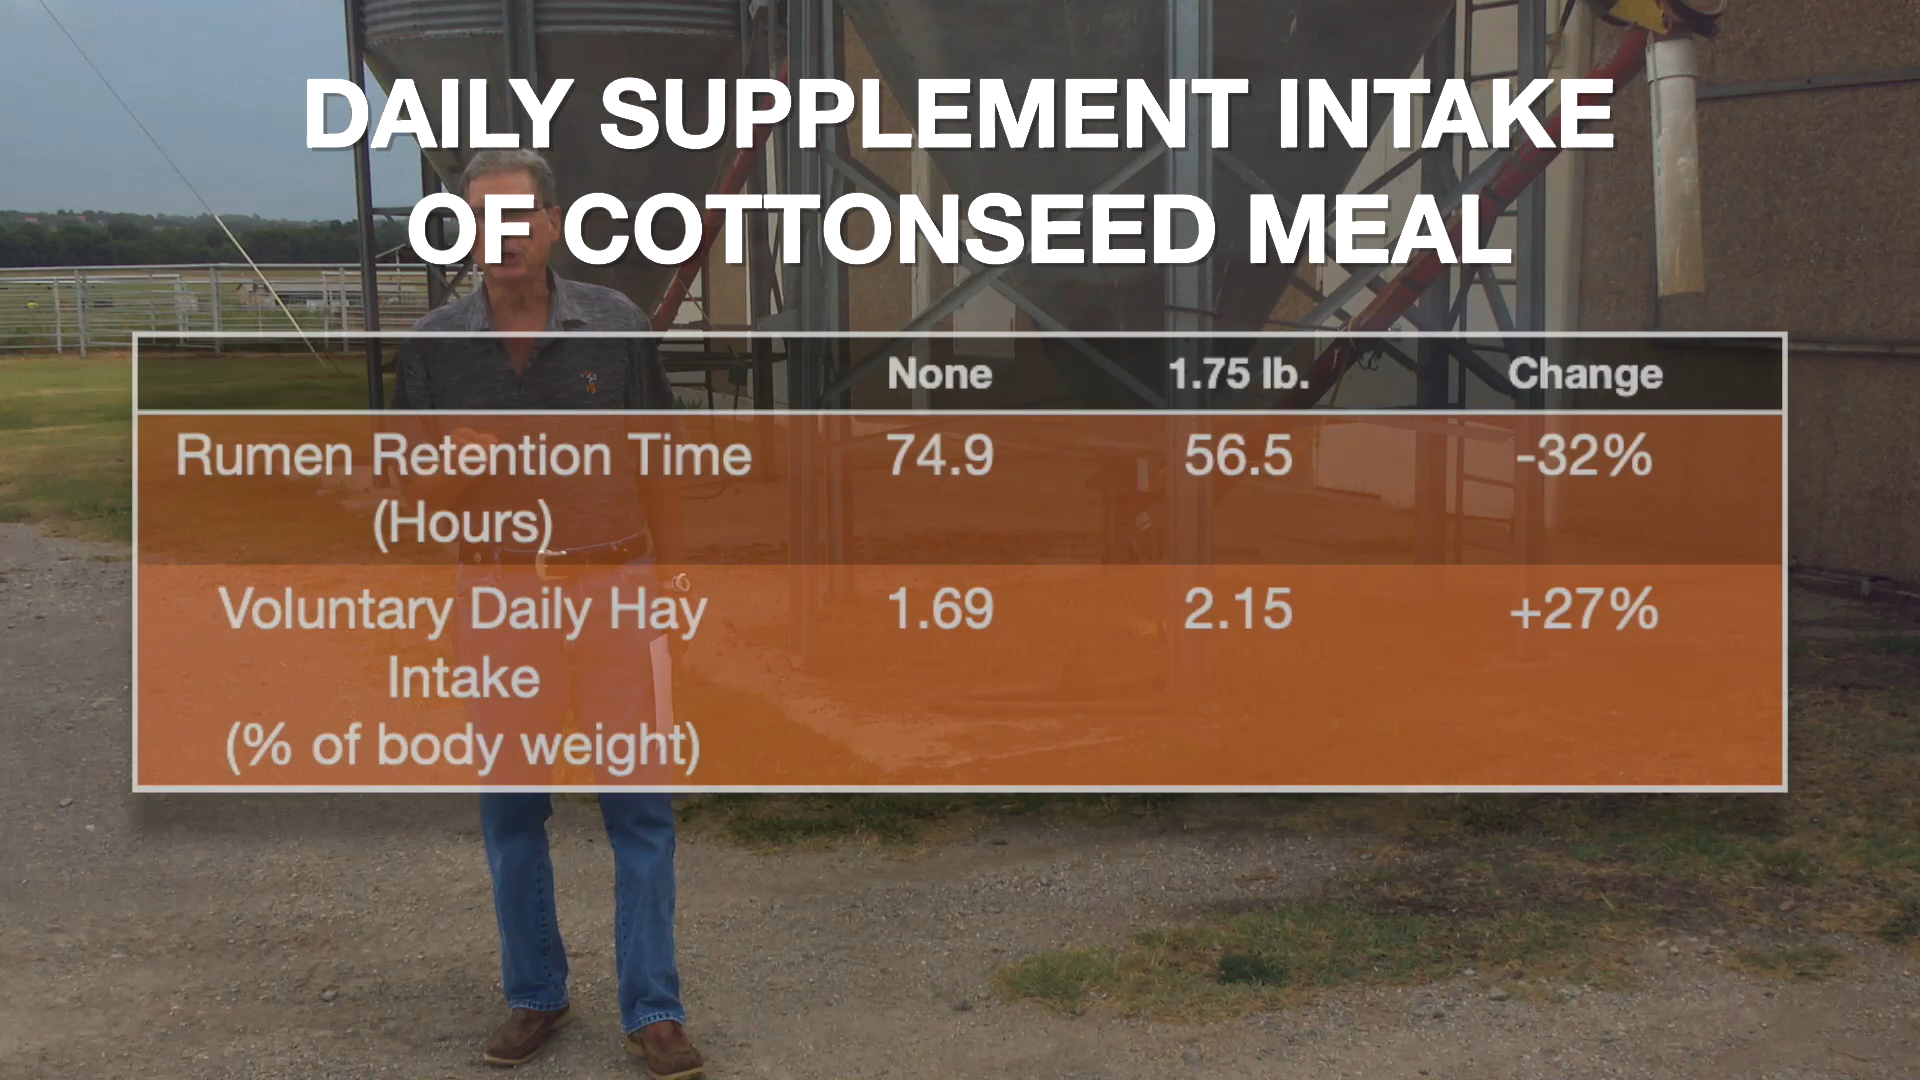 DAILY SUPPLEMENT INTAKE
OF COTTONSEED MEAL
None 1.75 lb. Change
Rumen Retention Time 74.9 56.5 -32%
(Hours)
Voluntary Daily Hay 1.69 2.15 +27%
Intake
(% of body weight)